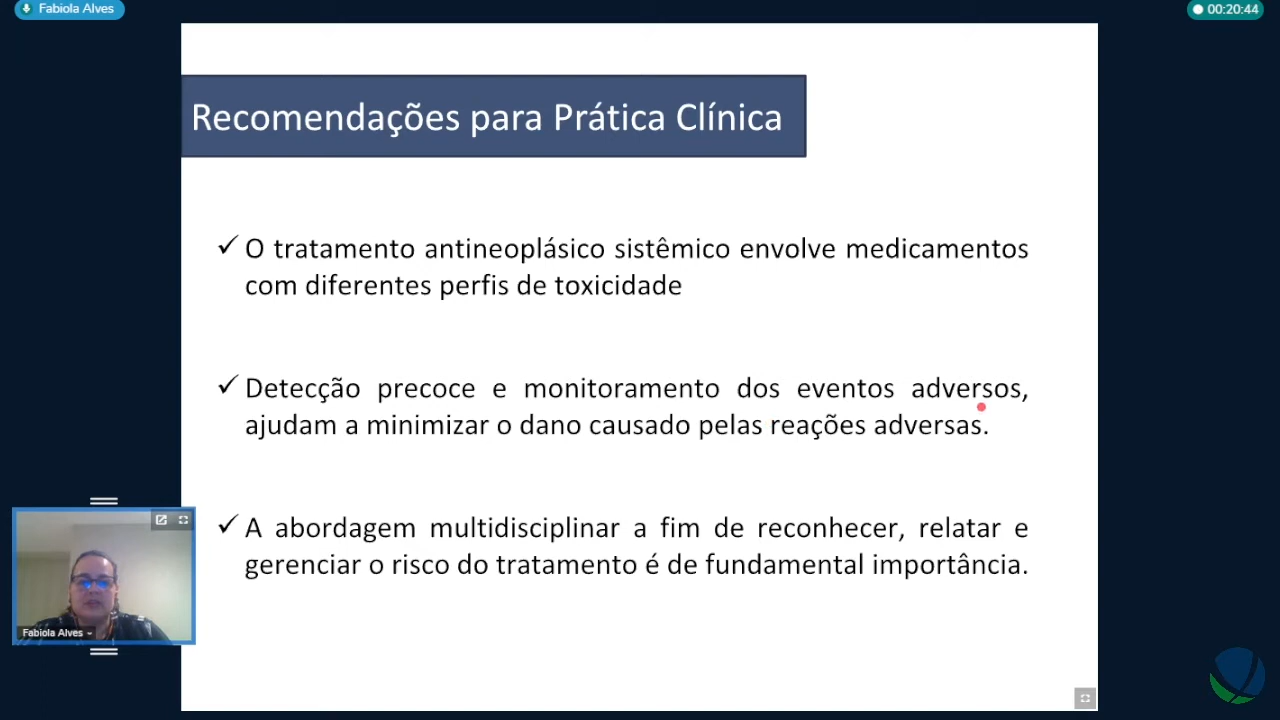 Fabiola Alves
00:20:44
Recomendações para Prática Clínica
✓ O tratamento antineoplásico sistêmico envolve medicamentos
com diferentes perfis de toxicidade
✓ Detecção precoce e monitoramento dos eventos adversos,
ajudam a minimizar o dano causado pelas reações adversas.
✓ A abordagem multidisciplinar a fim de reconhecer, relatar e
gerenciar o risco do tratamento é de fundamental importância.
Fabiola Alves